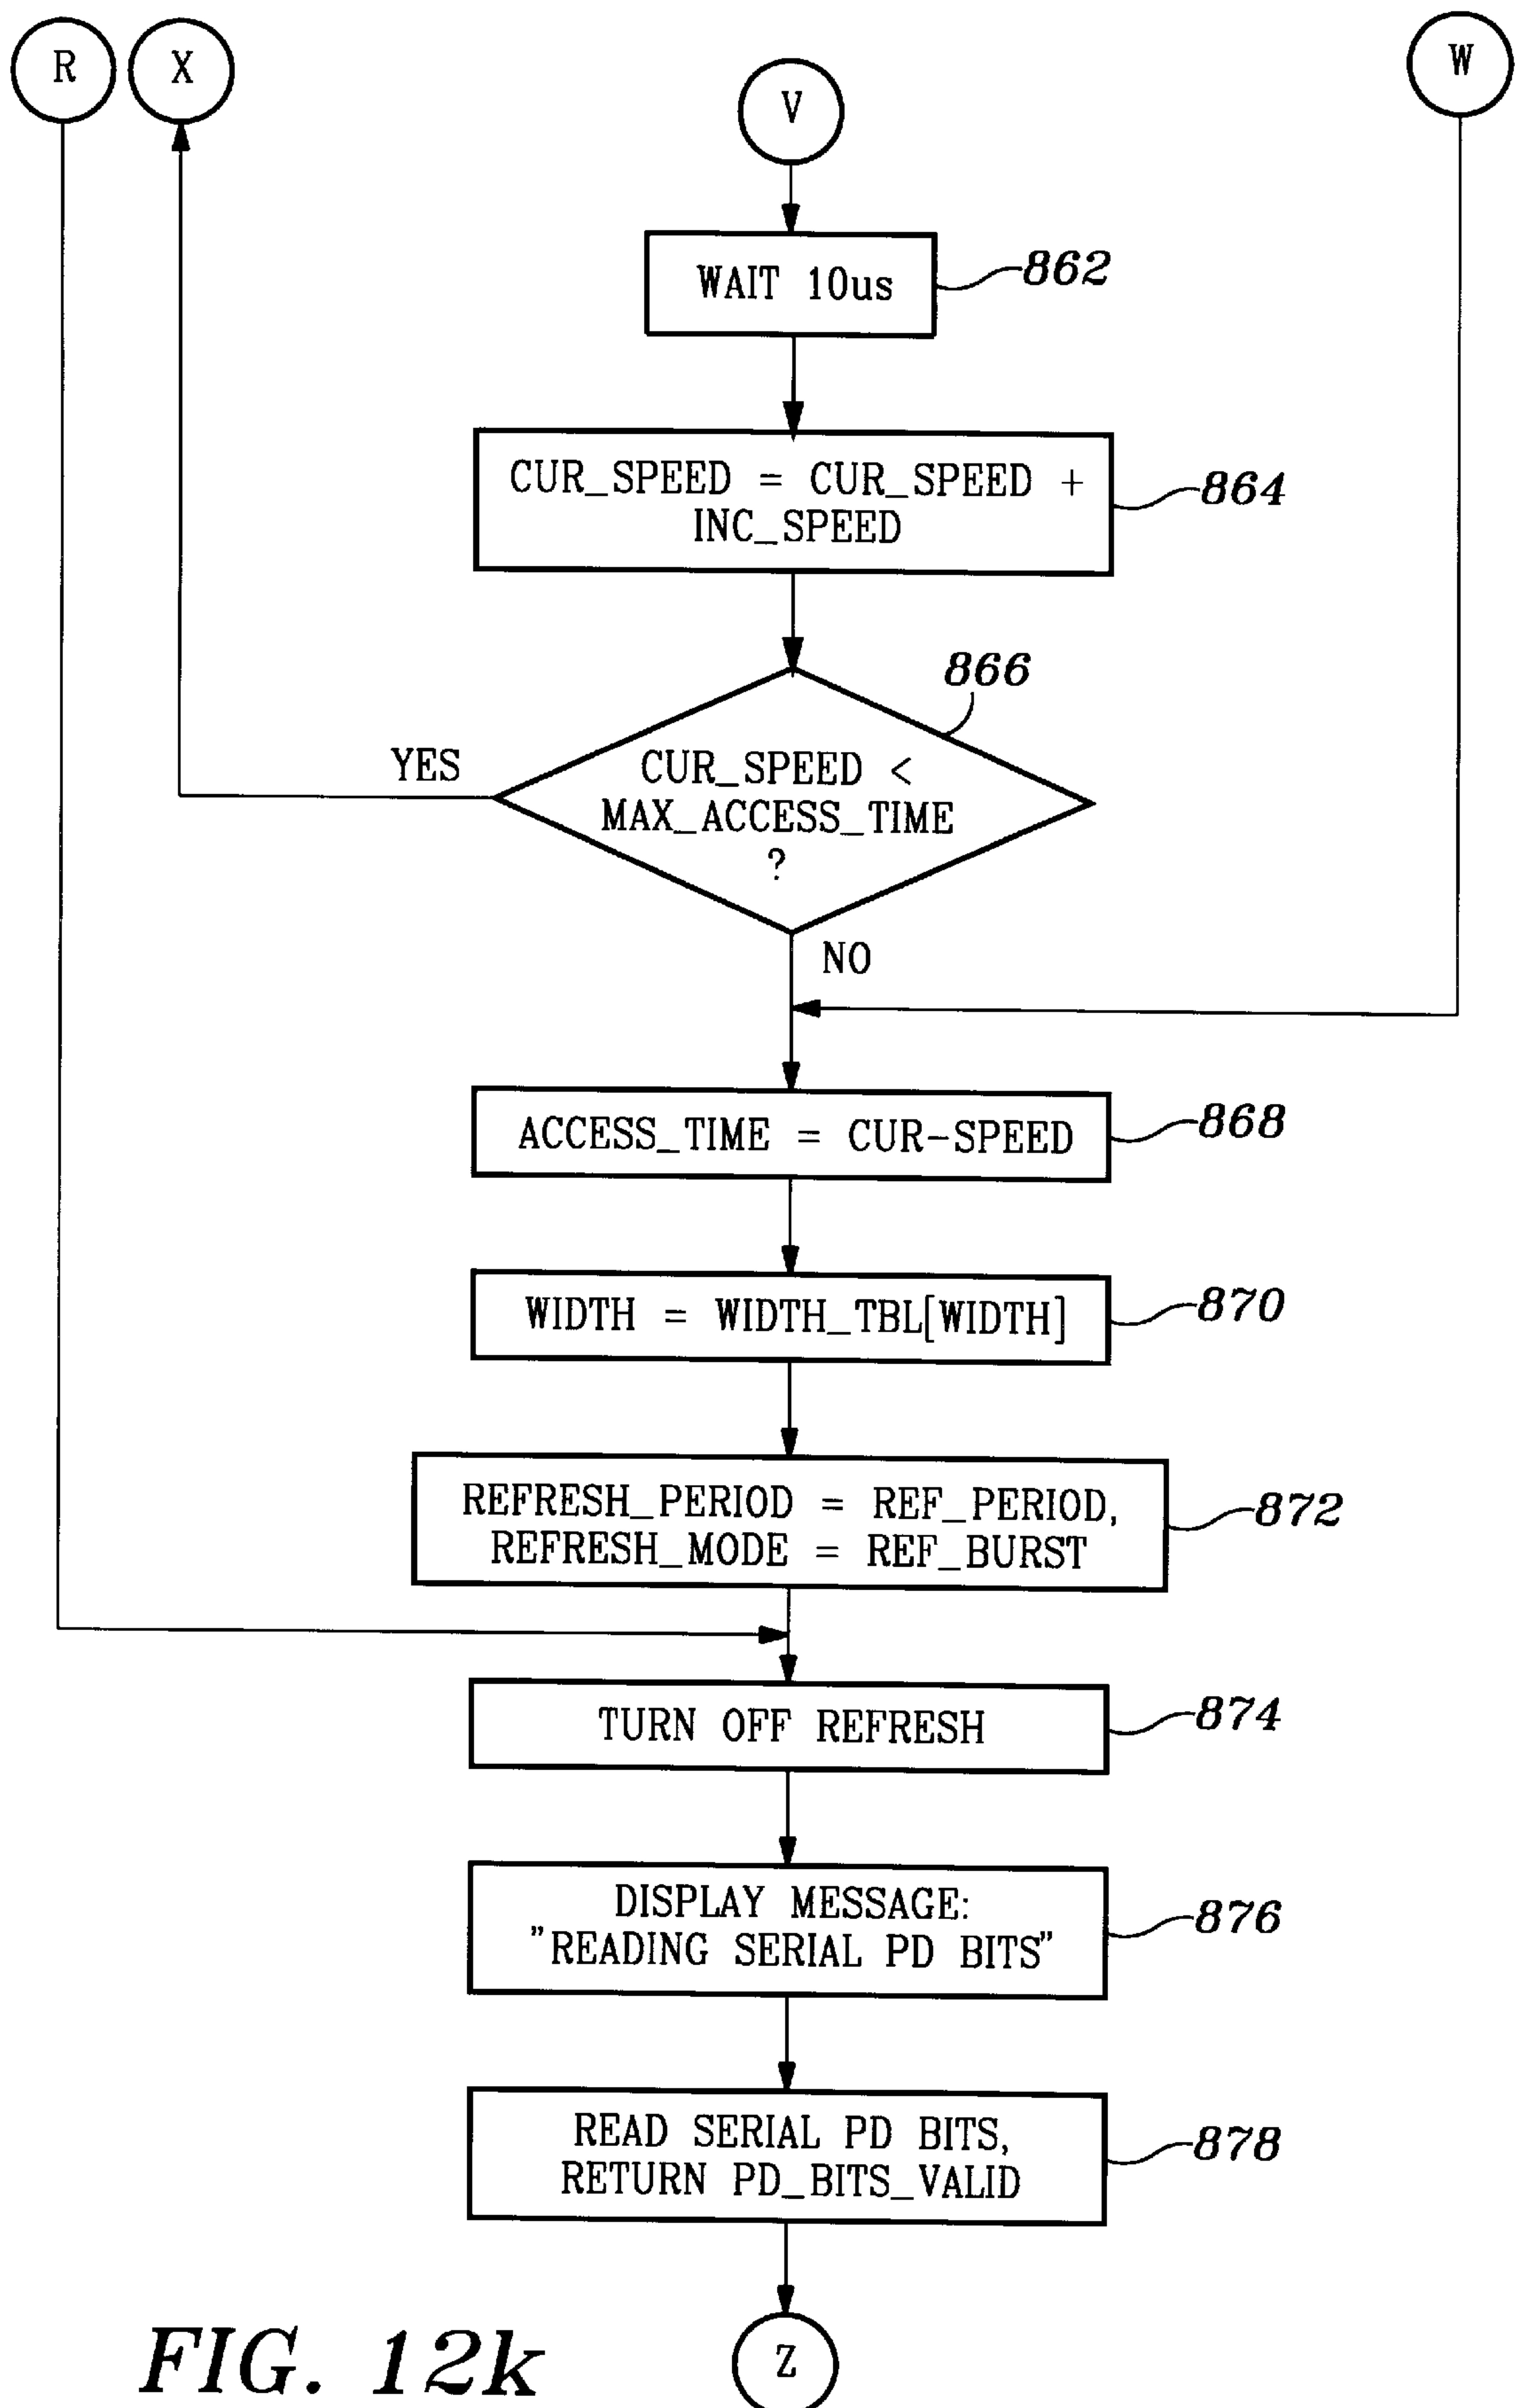 R
X
V
W
WAIT 10us
862
CUR_SPEED = CUR_SPEED +
INC_SPEED
864
866
YES
CUR_SPEED <
MAX_ACCESS_TIME
?
NO
ACCESS_TIME = CUR-SPEED
868
WIDTH = WIDTH_TBL[WIDTH]
870
REFRESH_PERIOD = REF_PERIOD,
REFRESH_MODE = REF_BURST
872
TURN OFF REFRESH
874
DISPLAY MESSAGE:
"READING SERIAL PD BITS"
876
READ SERIAL PD BITS,
RETURN PD_BITS_VALID
878
Z
FIG. 12k